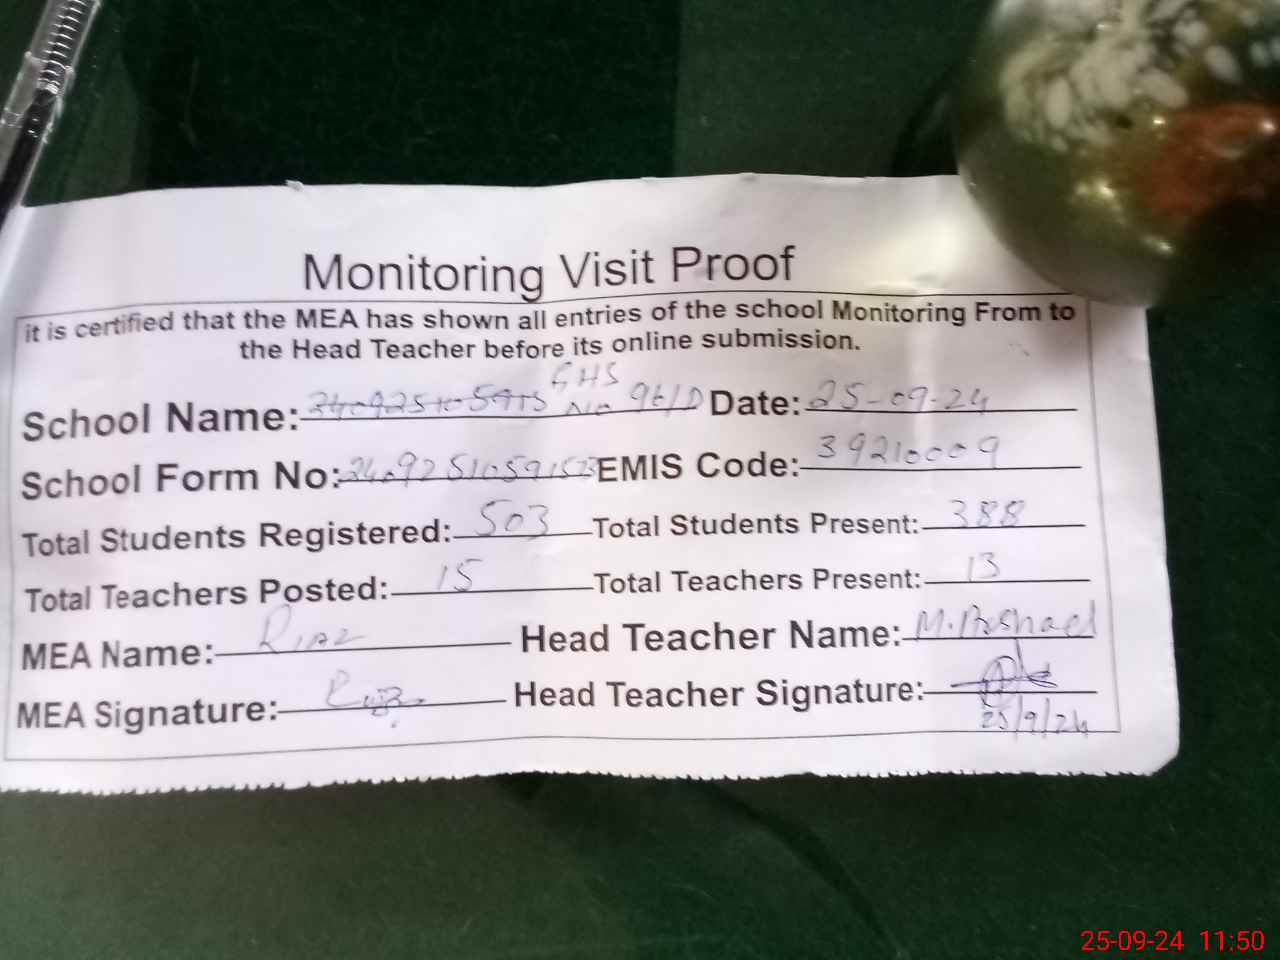 Monitoring Visit Proof
it is certified that the MEA has shown all entries of the school Monitoring From to
the Head Teacher before its online submission.
School Name: GHS No 96/D Date: 25-09-24
School Form No: EMIS Code: 39210009
Total Students Registered: 503 Total Students Present: 388
Total Teachers Posted: 15 Total Teachers Present: 13
MEA Name: Riaz Head Teacher Name: M.
MEA Signature: Head Teacher Signature:
25/9/24
25-09-24 11:50